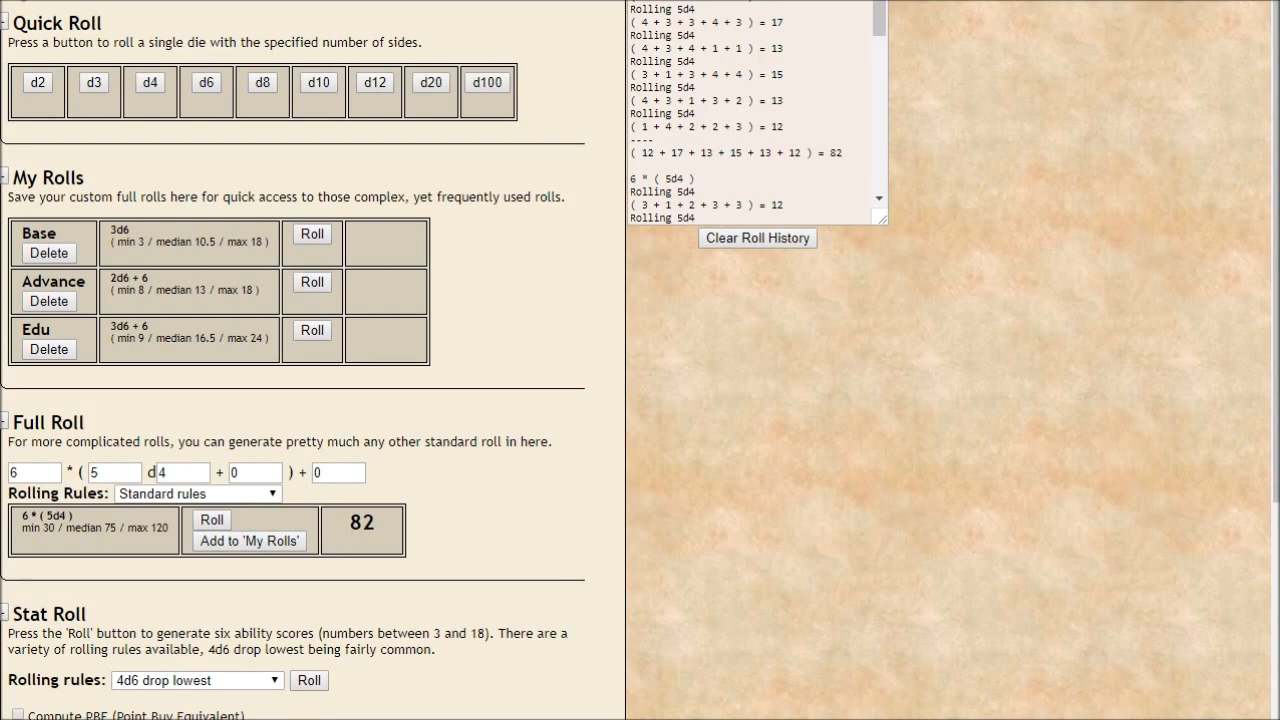 Quick Roll
Press a button to roll a single die with the specified number of sides.
d2 d3 d4 d6 d8 d10 d12 d20 d100
My Rolls
Save your custom full rolls here for quick access to those complex, yet frequently used rolls.
Base
Delete
3d6
( min 3 / median 10.5 / max 18 )
Roll
Advance
Delete
2d6 + 6
( min 8 / median 13 / max 18 )
Roll
Edu
Delete
3d6 + 6
( min 9 / median 16.5 / max 24 )
Roll
Full Roll
For more complicated rolls, you can generate pretty much any other standard roll in here.
6 * ( 5 d 4 + 0 ) + 0
Rolling Rules: Standard rules
6 * ( 5d4 )
min 30 / median 75 / max 120
Roll
Add to 'My Rolls'
82
Stat Roll
Press the 'Roll' button to generate six ability scores (numbers between 3 and 18). There are a
variety of rolling rules available, 4d6 drop lowest being fairly common.
Rolling rules: 4d6 drop lowest Roll
Compute PBE (Point Buy Equivalent)
Rolling 5d4
( 4 + 3 + 3 + 4 + 3 ) = 17
Rolling 5d4
( 4 + 3 + 4 + 1 + 1 ) = 13
Rolling 5d4
( 3 + 1 + 3 + 4 + 4 ) = 15
Rolling 5d4
( 4 + 3 + 1 + 3 + 2 ) = 13
Rolling 5d4
( 1 + 4 + 2 + 2 + 3 ) = 12
----
( 12 + 17 + 13 + 15 + 13 + 12 ) = 82
6 * ( 5d4 )
Rolling 5d4
( 3 + 1 + 2 + 3 + 3 ) = 12
Rolling 5d4
Clear Roll History